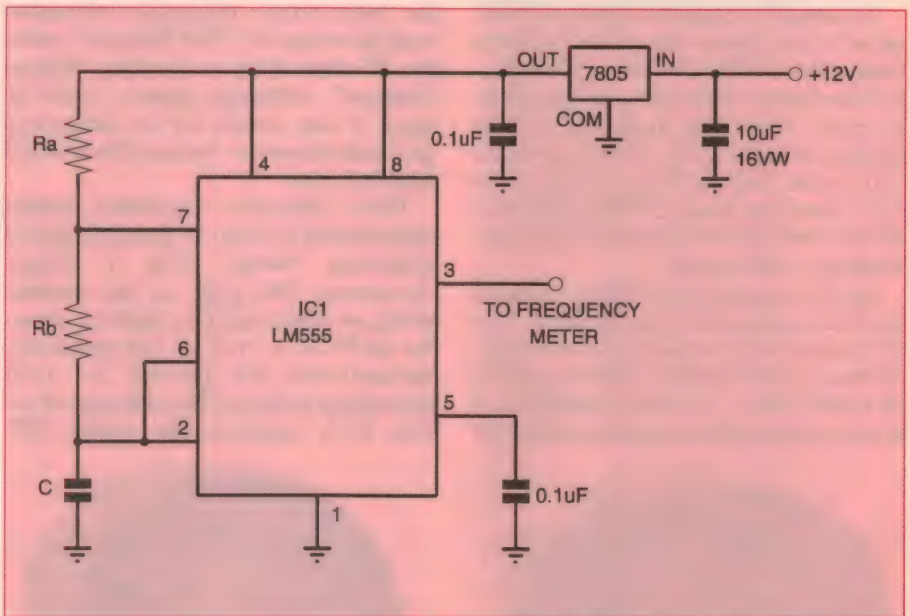 OUT
7805
IN
+12V
COM
0.1uF
10uF
16VW
Ra
4
8
7
3
TO FREQUENCY
METER
IC1
LM555
Rb
6
5
2
C
1
0.1uF